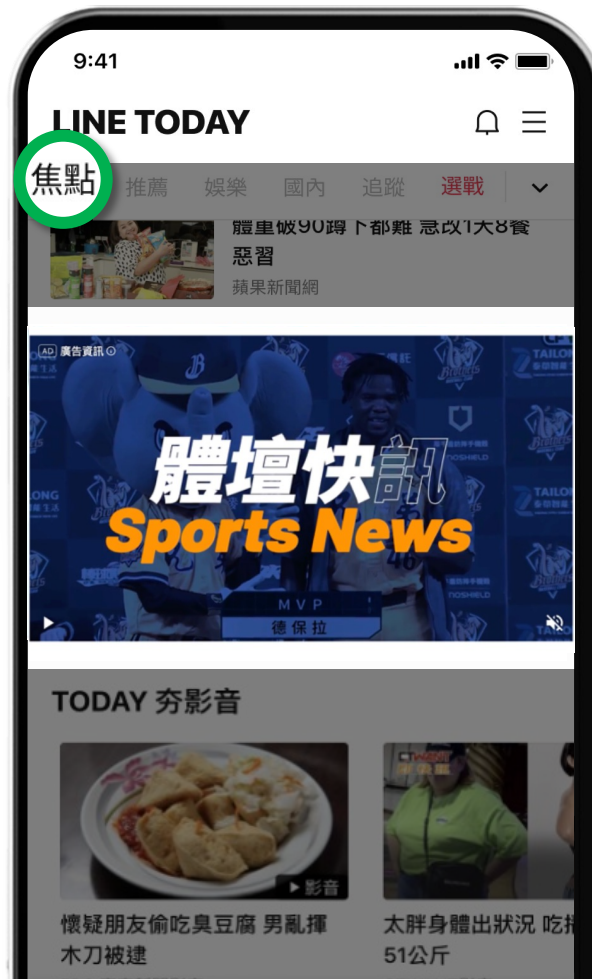 9:41
LINE TODAY
焦點 推薦 娛樂 國內 追蹤 選戰
體重破90蹲下都難 急改1天8餐
惡習
蘋果新聞網
AD 廣告資訊
體壇快訊
Sports News
MVP
德保拉
TODAY 夯影音
影音
懷疑朋友偷吃臭豆腐 男亂揮
木刀被逮
太胖身體出狀況 吃
51公斤